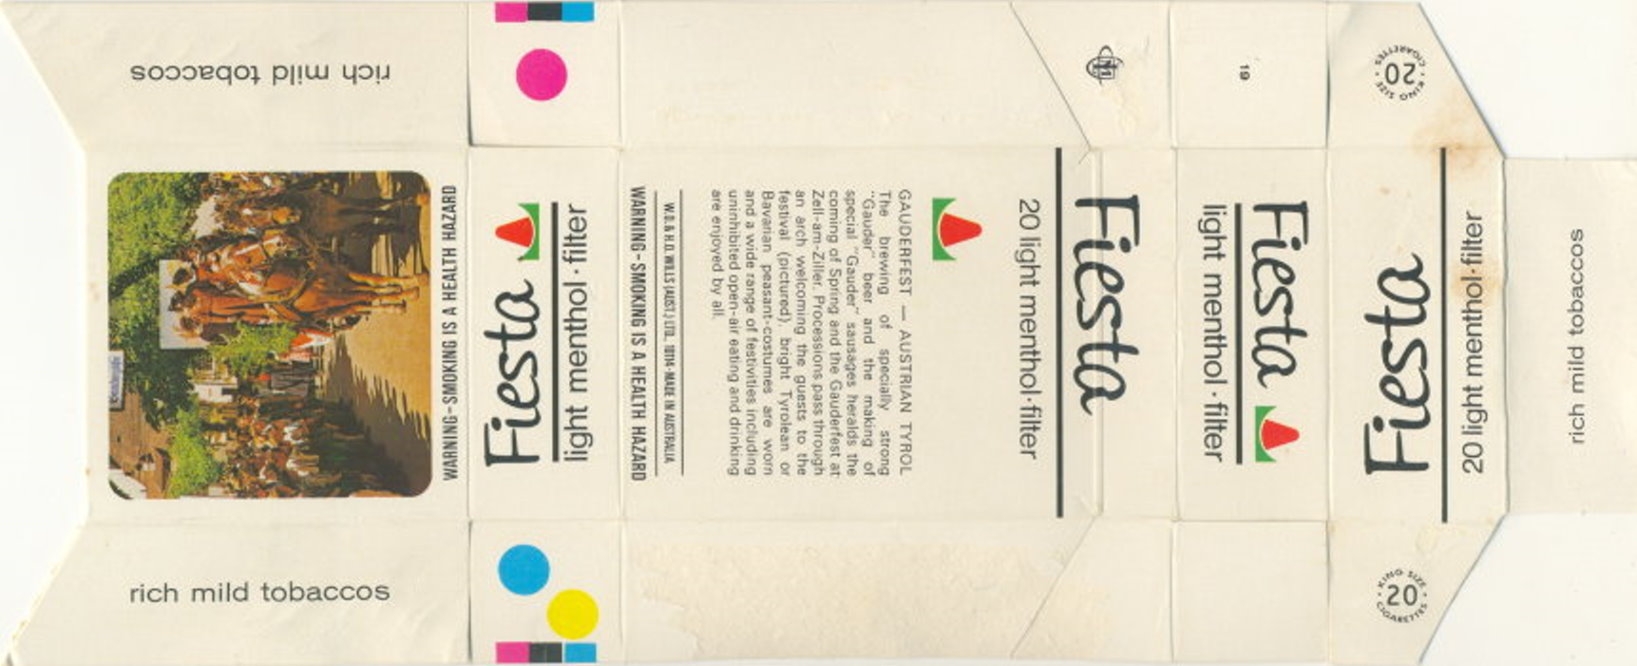 rich mild tobaccos
WARNING-SMOKING IS A HEALTH HAZARD
rich mild tobaccos
Fiesta
light menthol·filter
WARNING-SMOKING IS A HEALTH HAZARD
W.D. & H.O. WILLS (AUST.) LTD., 1914-MADE IN AUSTRALIA
GAUDERFEST — AUSTRIAN TYROL
The brewing of specially strong
"Gauder" beer and the making of
special "Gauder" sausages heralds the
coming of Spring and the Gauderfest at
Zell-am-Ziller. Processions pass through
an arch welcoming the guests to the
festival (pictured), bright Tyrolean or
Bavarian peasant-costumes are worn
and a wide range of festivities including
uninhibited open-air eating and drinking
are enjoyed by all.
Fiesta
20 light menthol·filter
19
Fiesta
light menthol·filter
KING SIZE
20
CIGARETTES
Fiesta
20 light menthol·filter
KING SIZE
20
CIGARETTES
rich mild tobaccos